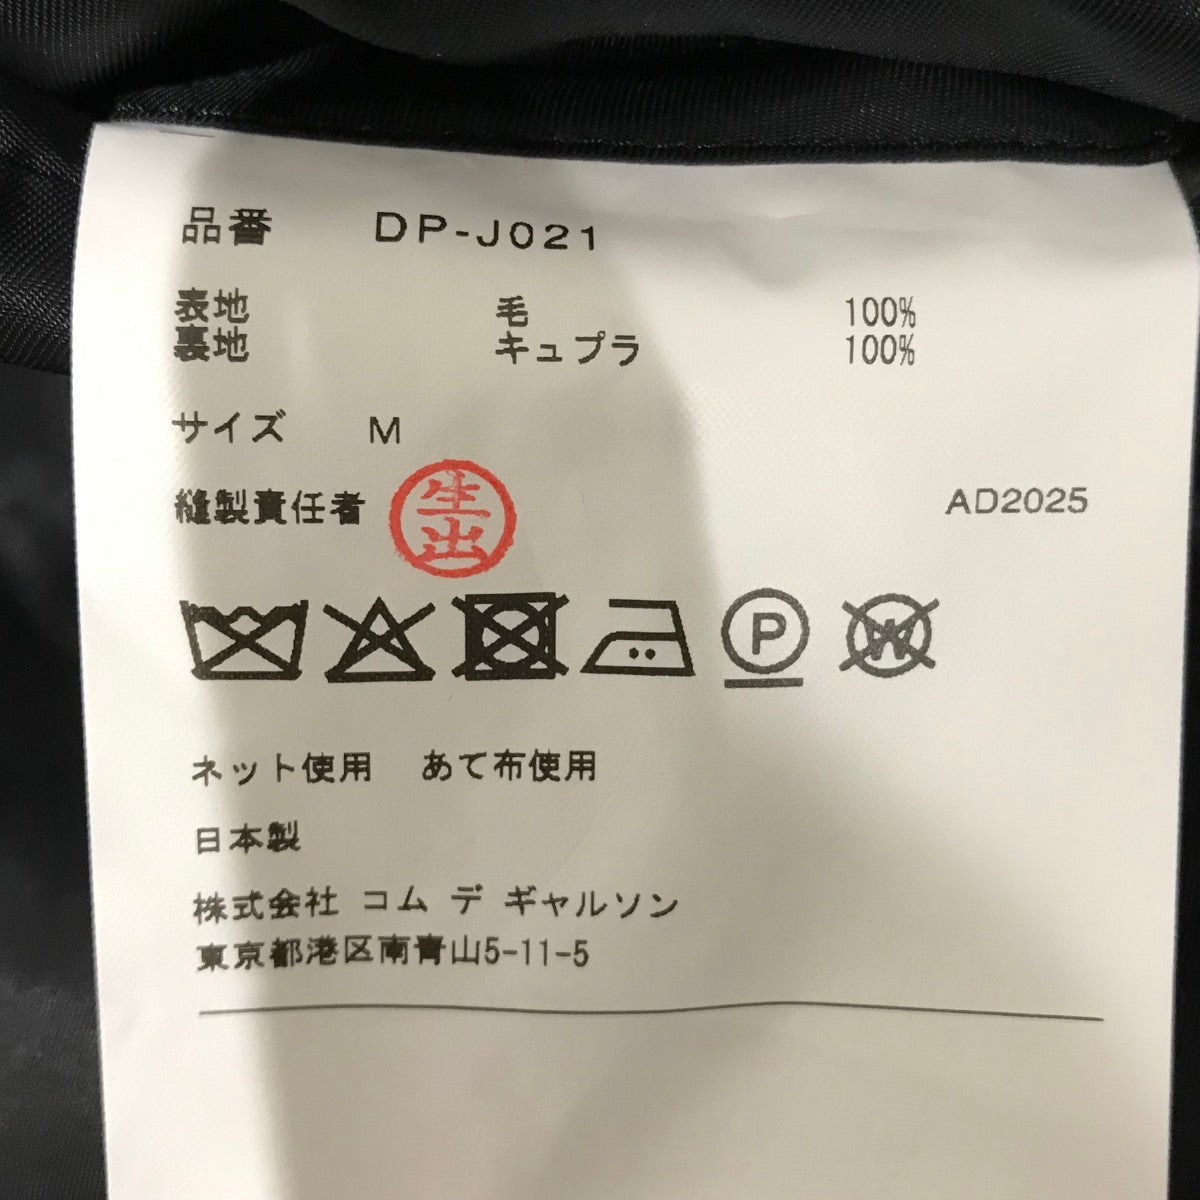 品番 DP-J021
表地 毛 100%
裏地 キュプラ 100%
サイズ M
縫製責任者 生出 AD2025
P W
ネット使用 あて布使用
日本製
株式会社 コム デ ギャルソン
東京都港区南青山5-11-5